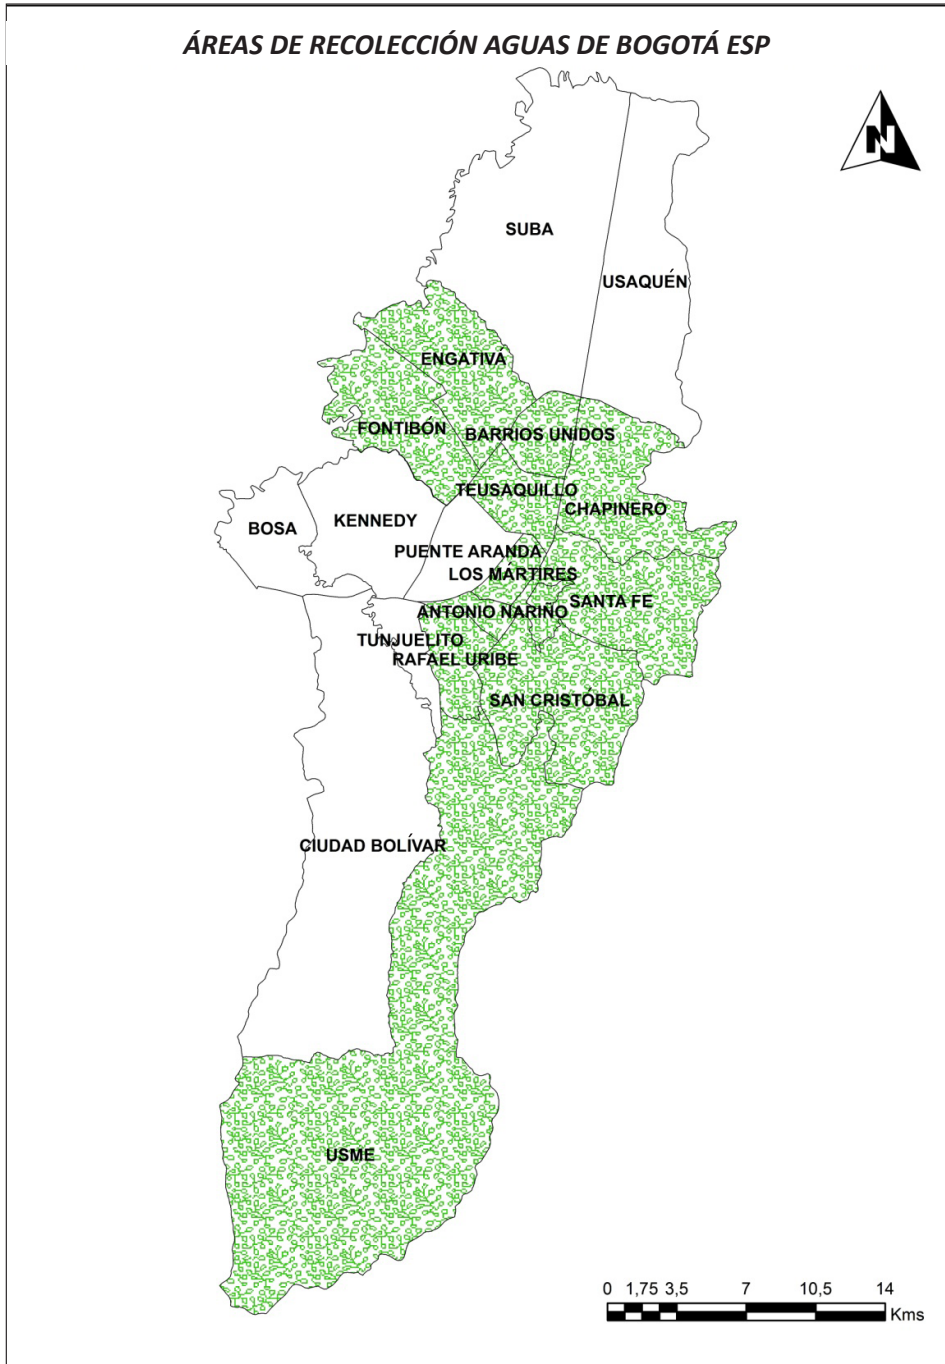 ÁREAS DE RECOLECCIÓN AGUAS DE BOGOTÁ ESP
N
SUBA
USAQUÉN
ENGATIVÁ
FONTIBÓN
BARRIOS UNIDOS
TEUSAQUILLO
CHAPINERO
KENNEDY
BOSA
PUENTE ARANDA
LOS MÁRTIRES
SANTA FE
ANTONIO NARIÑO
TUNJUELITO
RAFAEL URIBE
SAN CRISTÓBAL
CIUDAD BOLÍVAR
USME
0 1,75 3,5 7 10,5 14
Kms